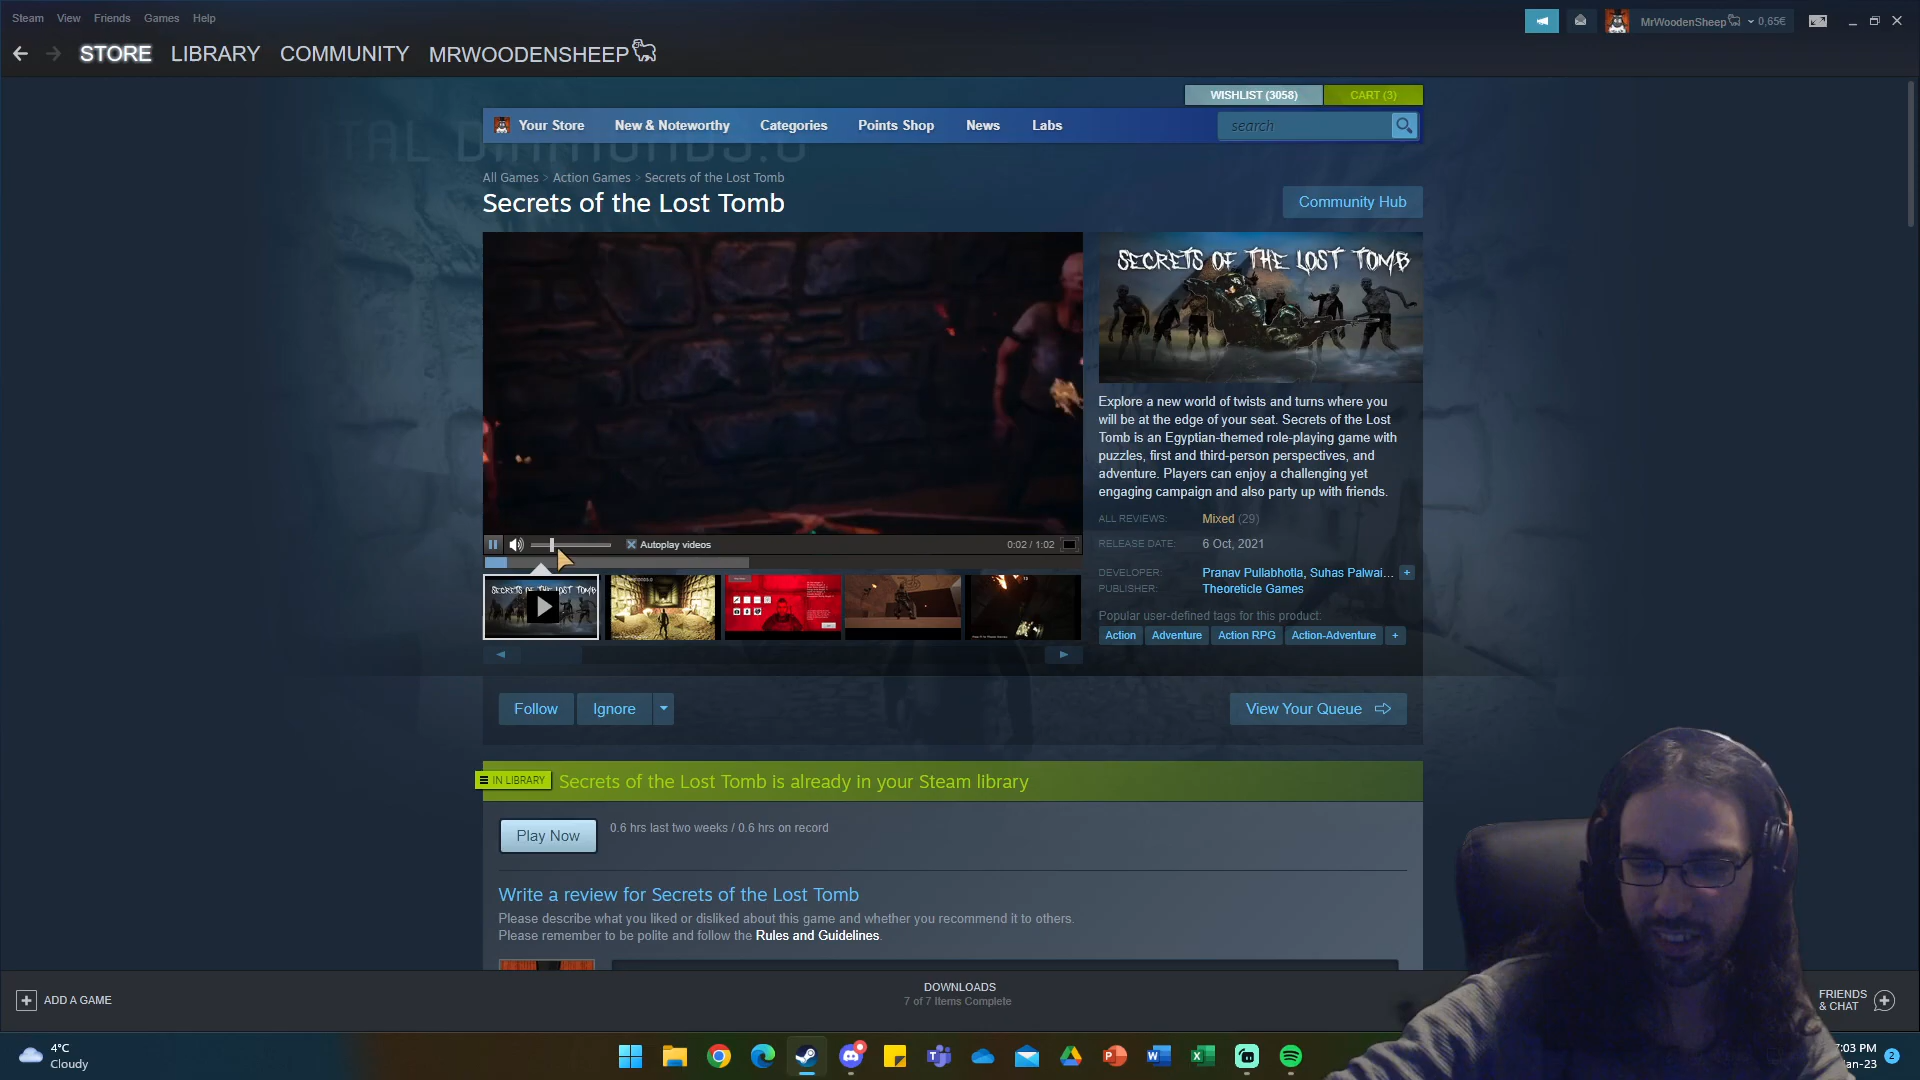 Steam View Friends Games Help
MrWoodenSheep 0,65€
STORE LIBRARY COMMUNITY MRWOODENSHEEP
WISHLIST (3058) CART (3)
Your Store New & Noteworthy Categories Points Shop News Labs search
All Games > Action Games > Secrets of the Lost Tomb
Secrets of the Lost Tomb
Community Hub
SECRETS OF THE LOST TOMB
Explore a new world of twists and turns where you
will be at the edge of your seat. Secrets of the Lost
Tomb is an Egyptian-themed role-playing game with
puzzles, first and third-person perspectives, and
adventure. Players can enjoy a challenging yet
engaging campaign and also party up with friends.
ALL REVIEWS: Mixed (29)
RELEASE DATE: 6 Oct, 2021
DEVELOPER: Pranav Pullabhotla, Suhas Palwai... +
PUBLISHER: Theoreticle Games
Popular user-defined tags for this product:
Action Adventure Action RPG Action-Adventure +
Autoplay videos 0:02 / 1:02
SECRETS OF THE LOST TOMB
Follow Ignore View Your Queue
IN LIBRARY Secrets of the Lost Tomb is already in your Steam library
Play Now 0.6 hrs last two weeks / 0.6 hrs on record
Write a review for Secrets of the Lost Tomb
Please describe what you liked or disliked about this game and whether you recommend it to others.
Please remember to be polite and follow the Rules and Guidelines.
+ ADD A GAME
DOWNLOADS
7 of 7 Items Complete
FRIENDS
& CHAT
4°C
Cloudy
:03 PM
an-23
2